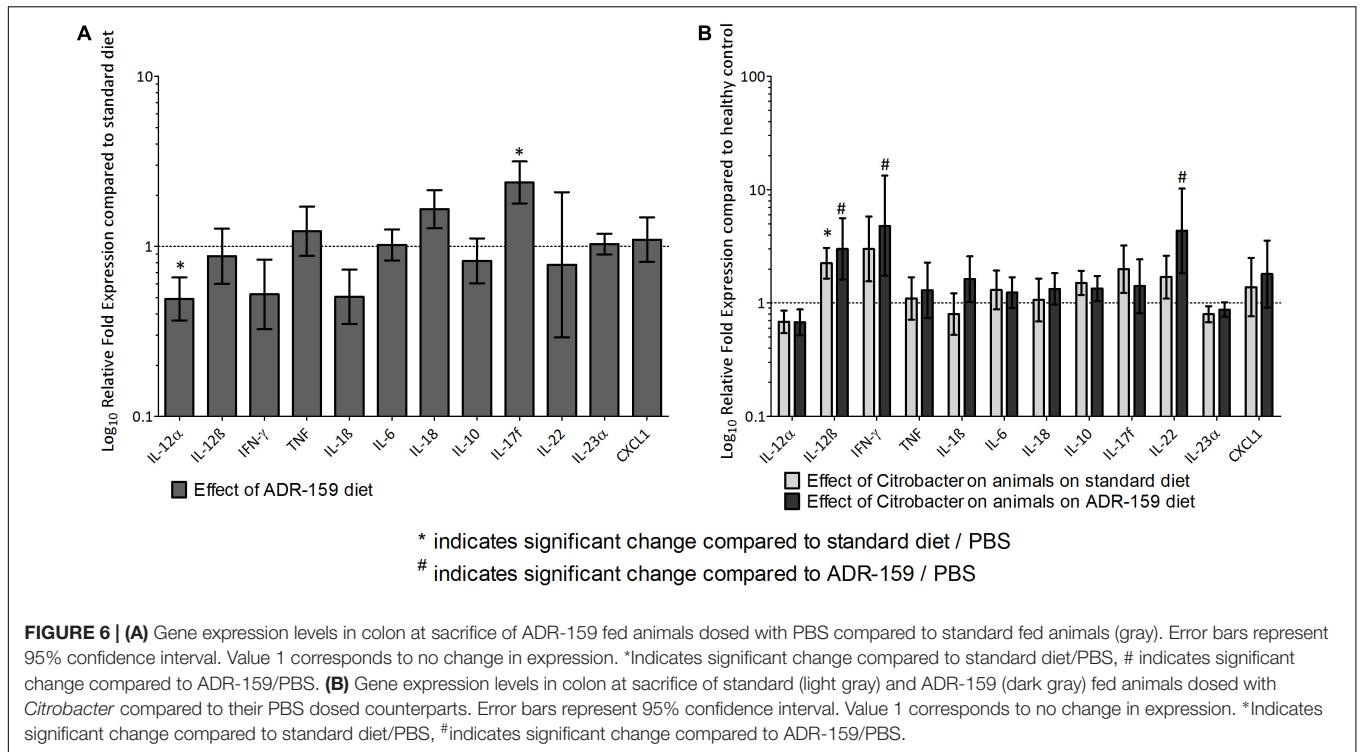 A
B
Log10 Relative Fold Expression compared to standard diet
10
1
0.1
*
*
IL-12α
IL-12ß
IFN-γ
TNF
IL-1ß
IL-6
IL-18
IL-10
IL-17f
IL-22
IL-23α
CXCL1
Effect of ADR-159 diet
Log10 Relative Fold Expression compared to healthy control
100
10
1
0.1
*
#
#
#
IL-12α
IL-12ß
IFN-γ
TNF
IL-1ß
IL-6
IL-18
IL-10
IL-17f
IL-22
IL-23α
CXCL1
Effect of Citrobacter on animals on standard diet
Effect of Citrobacter on animals on ADR-159 diet
* indicates significant change compared to standard diet / PBS
# indicates significant change compared to ADR-159 / PBS
FIGURE 6 | (A) Gene expression levels in colon at sacrifice of ADR-159 fed animals dosed with PBS compared to standard fed animals (gray). Error bars represent
95% confidence interval. Value 1 corresponds to no change in expression. *Indicates significant change compared to standard diet/PBS, # indicates significant
change compared to ADR-159/PBS. (B) Gene expression levels in colon at sacrifice of standard (light gray) and ADR-159 (dark gray) fed animals dosed with
Citrobacter compared to their PBS dosed counterparts. Error bars represent 95% confidence interval. Value 1 corresponds to no change in expression. *Indicates
significant change compared to standard diet/PBS, #indicates significant change compared to ADR-159/PBS.